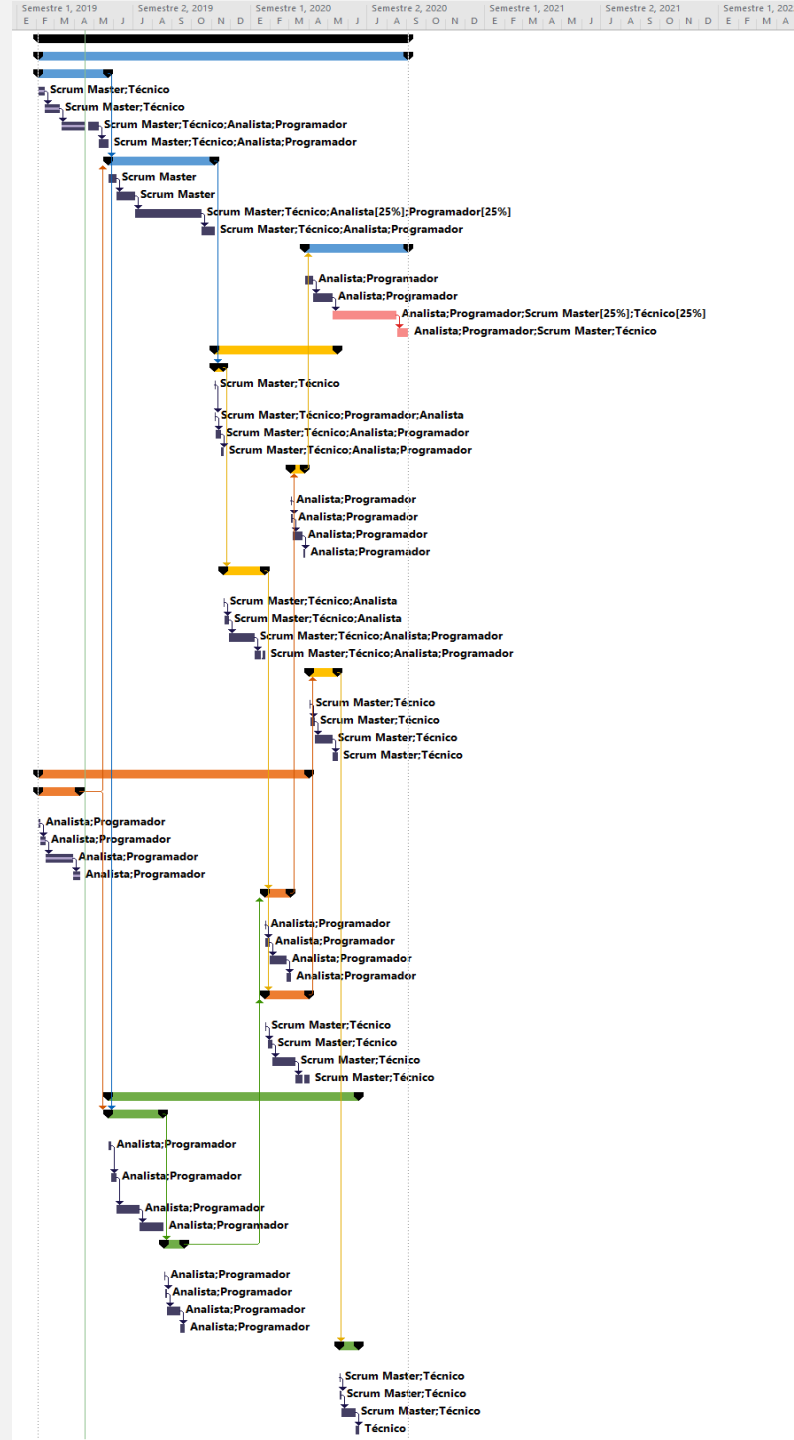 Semestre 1, 2019 Semestre 2, 2019 Semestre 1, 2020 Semestre 2, 2020 Semestre 1, 2021 Semestre 2, 2021 Semestre 1, 202
E F M A M J J A S O N D E F M A M J J A S O N D E F M A M J J A S O N D E F M A
Scrum Master;Técnico
Scrum Master;Técnico
Scrum Master;Técnico;Analista;Programador
Scrum Master;Técnico;Analista;Programador
Scrum Master
Scrum Master
Scrum Master;Técnico;Analista[25%];Programador[25%]
Scrum Master;Técnico;Analista;Programador
Analista;Programador
Analista;Programador
Analista;Programador;Scrum Master[25%];Técnico[25%]
Analista;Programador;Scrum Master;Técnico
Scrum Master;Técnico
Scrum Master;Técnico;Programador;Analista
Scrum Master;Técnico;Analista;Programador
Scrum Master;Técnico;Analista;Programador
Analista;Programador
Analista;Programador
Analista;Programador
Analista;Programador
Scrum Master;Técnico;Analista
Scrum Master;Técnico;Analista
Scrum Master;Técnico;Analista;Programador
Scrum Master;Técnico;Analista;Programador
Scrum Master;Técnico
Scrum Master;Técnico
Scrum Master;Técnico
Scrum Master;Técnico
Analista;Programador
Analista;Programador
Analista;Programador
Analista;Programador
Analista;Programador
Analista;Programador
Analista;Programador
Analista;Programador
Scrum Master;Técnico
Scrum Master;Técnico
Scrum Master;Técnico
Scrum Master;Técnico
Analista;Programador
Analista;Programador
Analista;Programador
Analista;Programador
Analista;Programador
Analista;Programador
Analista;Programador
Analista;Programador
Scrum Master;Técnico
Scrum Master;Técnico
Scrum Master;Técnico
Técnico